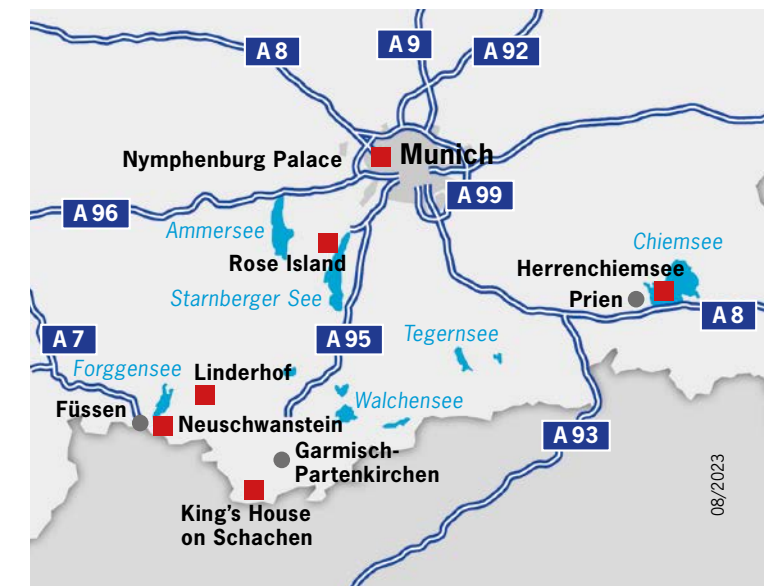 A 8
A 9
A 92
Nymphenburg Palace
Munich
A 96
A 99
Ammersee
Rose Island
Starnberger See
Chiemsee
Herrenchiemsee
Prien
A 8
A 7
A 95
Tegernsee
Forggensee
Linderhof
Walchensee
Füssen
Neuschwanstein
A 93
Garmisch-
Partenkirchen
King's House
on Schachen
08/2023